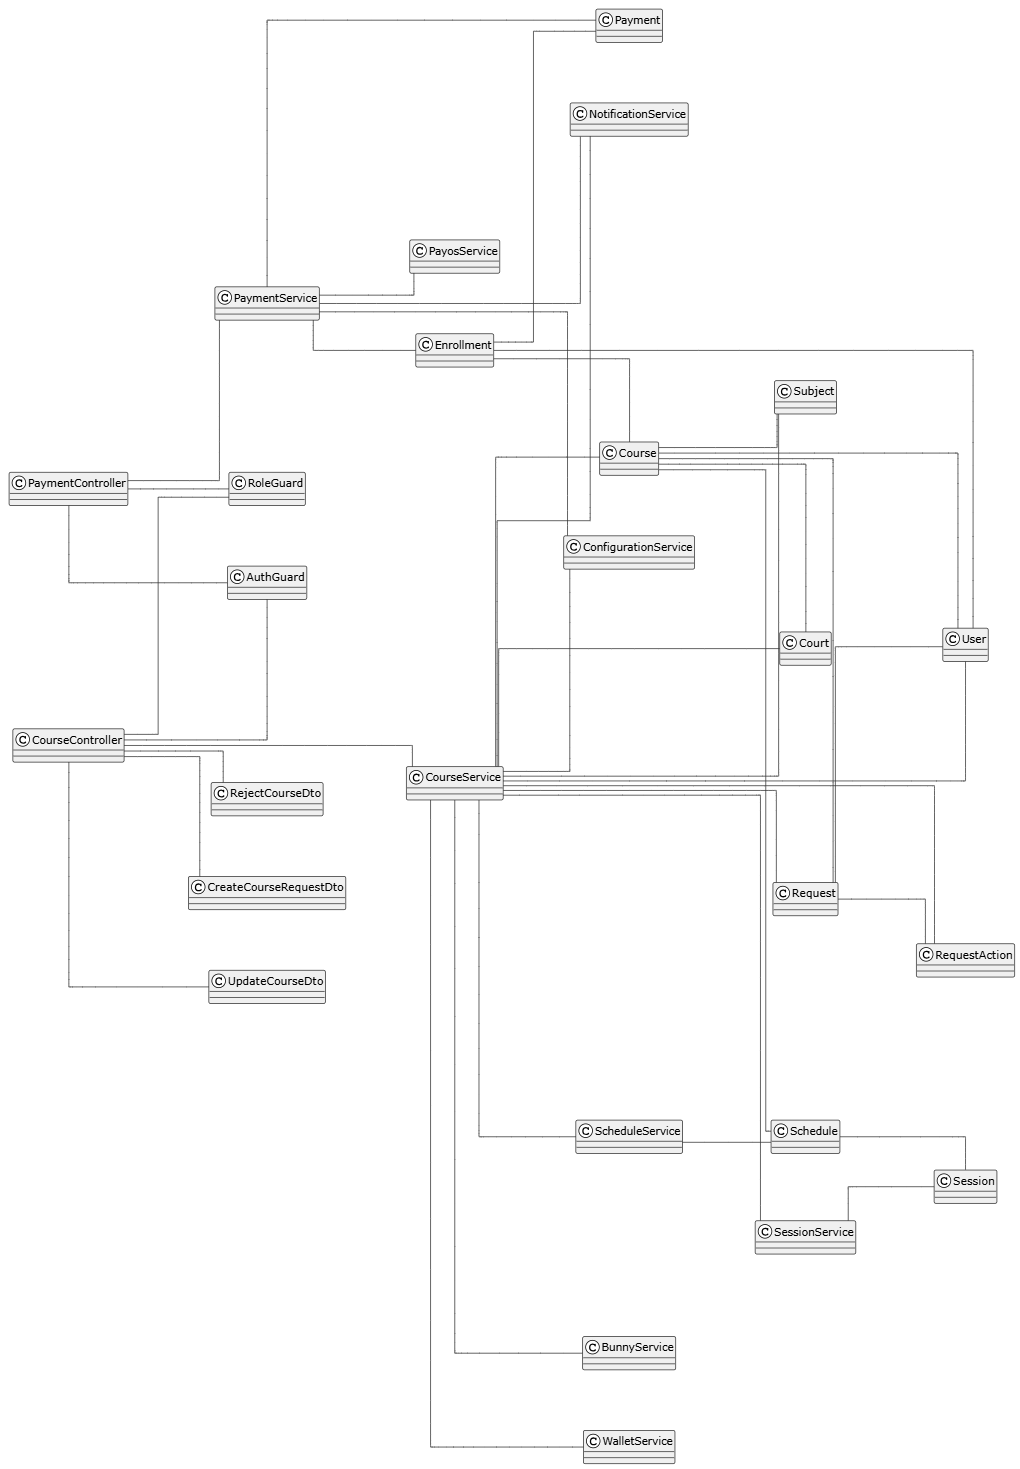 C Payment
C NotificationService
C PayosService
C PaymentService
C Enrollment
C Subject
C Course
C PaymentController
C RoleGuard
C ConfigurationService
C AuthGuard
C Court
C User
C CourseController
C CourseService
C RejectCourseDto
C CreateCourseRequestDto
C Request
C RequestAction
C UpdateCourseDto
C ScheduleService
C Schedule
C Session
C SessionService
C BunnyService
C WalletService